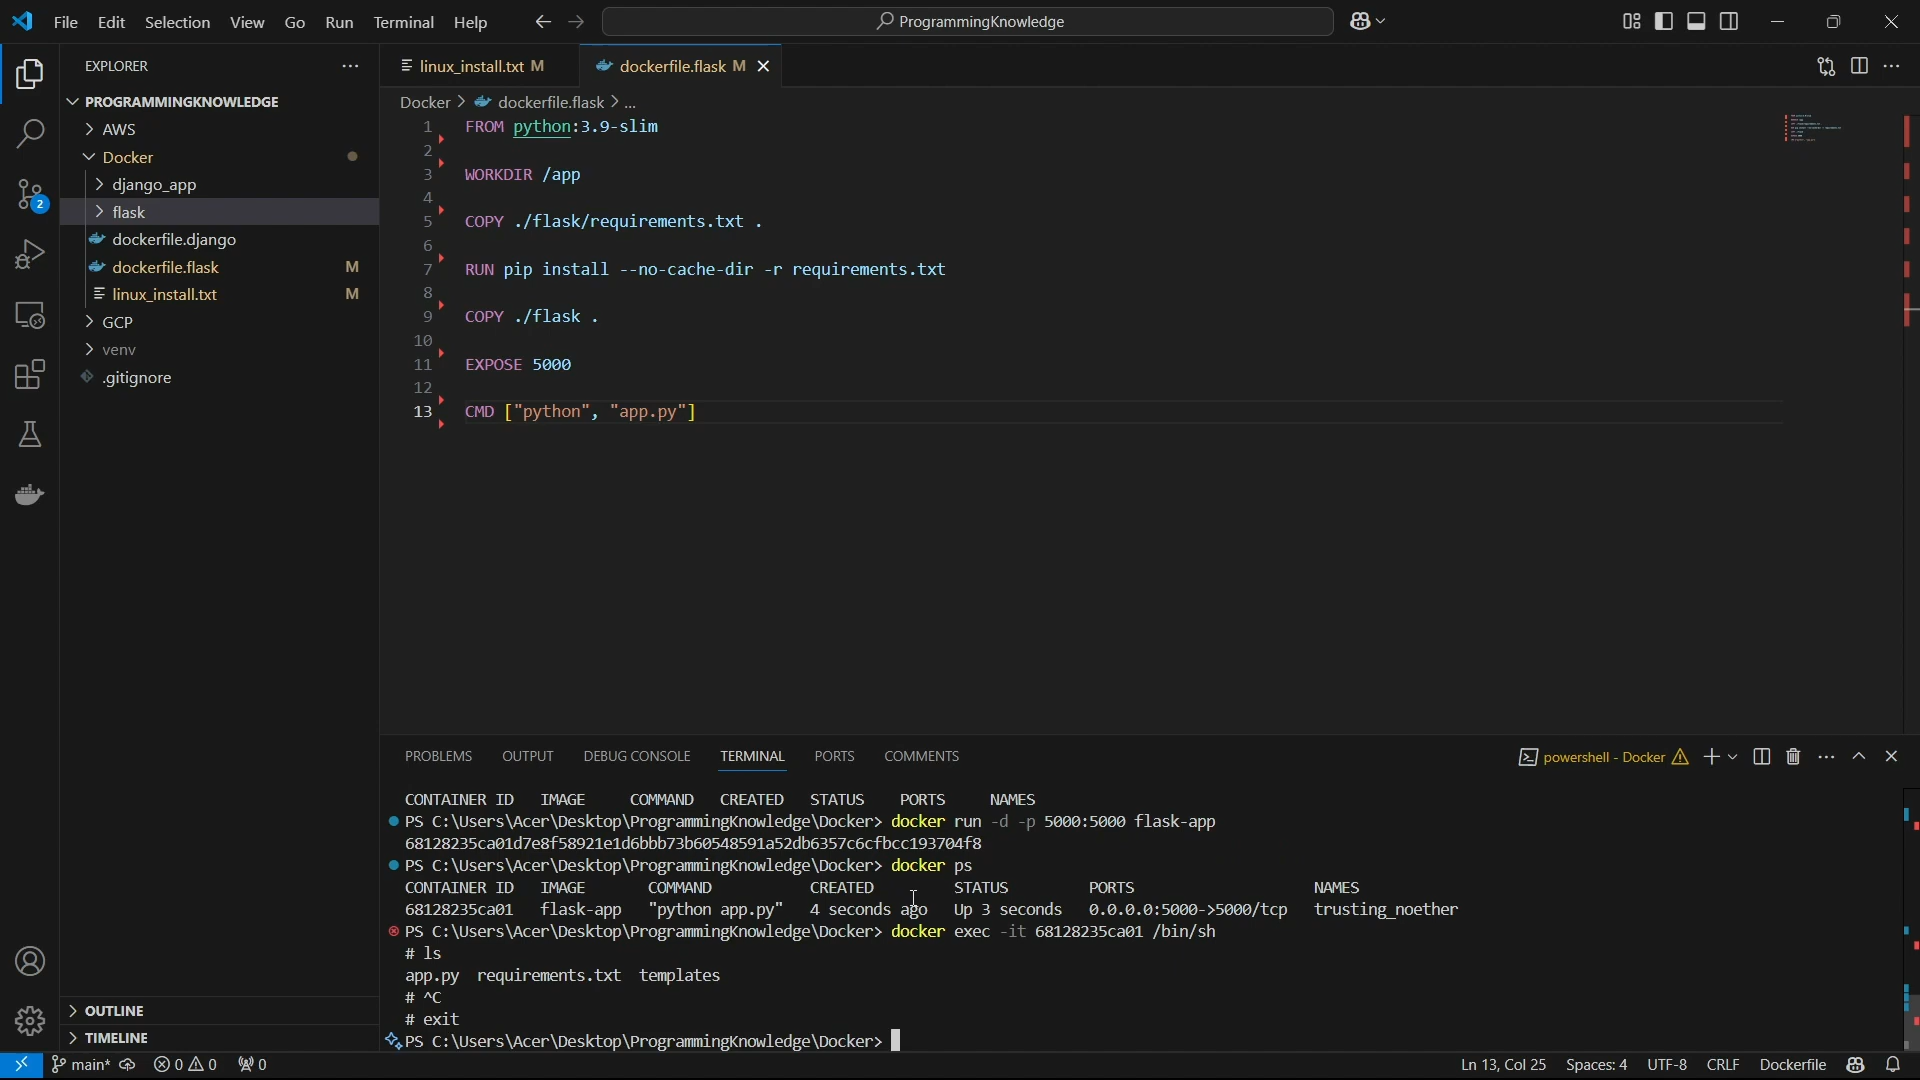 File Edit Selection View Go Run Terminal Help
ProgrammingKnowledge
EXPLORER
PROGRAMMINGKNOWLEDGE
AWS
Docker
django_app
flask
dockerfile.django
dockerfile.flask M
linux_install.txt M
GCP
venv
.gitignore
OUTLINE
TIMELINE
2
linux_install.txt M
dockerfile.flask M
Docker > dockerfile.flask > ...
1 FROM python:3.9-slim
2
3 WORKDIR /app
4
5 COPY ./flask/requirements.txt .
6
7 RUN pip install --no-cache-dir -r requirements.txt
8
9 COPY ./flask .
10
11 EXPOSE 5000
12
13 CMD ["python", "app.py"]
PROBLEMS OUTPUT DEBUG CONSOLE TERMINAL PORTS COMMENTS
powershell - Docker
CONTAINER ID IMAGE COMMAND CREATED STATUS PORTS NAMES
PS C:\Users\Acer\Desktop\ProgrammingKnowledge\Docker> docker run -d -p 5000:5000 flask-app
68128235ca01d7e8f58921e1d6bbb73b60548591a52db6357c6cfbcc193704f8
PS C:\Users\Acer\Desktop\ProgrammingKnowledge\Docker> docker ps
CONTAINER ID IMAGE COMMAND CREATED STATUS PORTS NAMES
68128235ca01 flask-app "python app.py" 4 seconds ago Up 3 seconds 0.0.0.0:5000->5000/tcp trusting_noether
PS C:\Users\Acer\Desktop\ProgrammingKnowledge\Docker> docker exec -it 68128235ca01 /bin/sh
# ls
app.py requirements.txt templates
# ^C
# exit
PS C:\Users\Acer\Desktop\ProgrammingKnowledge\Docker>
main* 0 0 0
Ln 13, Col 25 Spaces: 4 UTF-8 CRLF Dockerfile